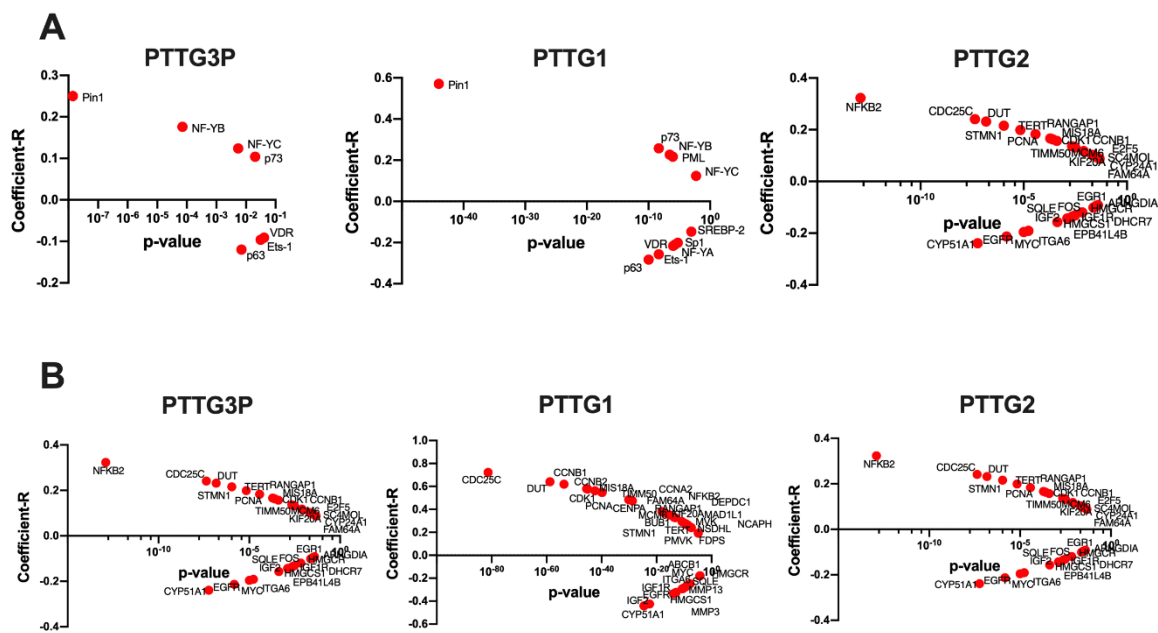 A
PTTG3P
PTTG1
PTTG2
Coefficient-R
0.3
0.2
0.1
0.0
-0.1
-0.2
Pin1
NF-YB
NF-YC
p73
10-7
10-6
10-5
10-4
10-3
10-2
10-1
p-value
VDR
Ets-1
p63
Coefficient-R
0.6
0.4
0.2
0.0
-0.2
-0.4
Pin1
p73
NF-YB
PML
NF-YC
10-40
10-30
10-20
10-10
100
p-value
SREBP-2
Sp1
VDR
NF-YA
Ets-1
p63
Coefficient-R
0.4
0.2
0.0
-0.2
-0.4
NFKB2
CDC25C
DUT
STMN1
TERT
RANGAP1
PCNA
MIS18A
CDK1
CCNB1
TIMM50
MCM6
E2F5
KIF20A
SC4MOL
CYP24A1
FAM64A
10-10
10-5
100
p-value
EGR1
SQLE
FOS
HMGCR
IGF2
IGF1R
DHCR7
HMGCS1
EGFR
EPB41L4B
CYP51A1
MYC
ITGA6
B
PTTG3P
PTTG1
PTTG2
Coefficient-R
0.4
0.2
0.0
-0.2
-0.4
NFKB2
CDC25C
DUT
STMN1
TERT
RANGAP1
PCNA
MIS18A
CDK1
CCNB1
TIMM50
MCM6
E2F5
KIF20A
SC4MOL
CYP24A1
FAM64A
10-10
10-5
100
p-value
EGR1
SQLE
FOS
HMGCR
IGF2
IGF1R
DHCR7
HMGCS1
EGFR
EPB41L4B
CYP51A1
MYC
ITGA6
Coefficient-R
1.0
0.8
0.6
0.4
0.2
0.0
-0.2
-0.4
-0.6
CDC25C
CCNB1
DUT
CCNB2
CDK1
MIS18A
CCNA2
TIMM50
NFKB2
PCNA
FAM64A
DEPDC1
CENPA
RANGAP1
MCM6
KIF20A
MAD1L1
BUB1
MVK
NCAPH
STMN1
TERT
NSDHL
PMVK
FDPS
10-80
10-60
10-40
10-20
100
p-value
ABCB1
MYC
HMGCR
ITGA6
SQLE
IGF1R
MMP13
EGFR
HMGCS1
IGF2
CYP51A1
MMP3
Coefficient-R
0.4
0.2
0.0
-0.2
-0.4
NFKB2
CDC25C
DUT
STMN1
TERT
RANGAP1
PCNA
MIS18A
CDK1
CCNB1
TIMM50
MCM6
E2F5
KIF20A
SC4MOL
CYP24A1
FAM64A
10-10
10-5
100
p-value
EGR1
SQLE
FOS
HMGCR
IGF2
IGF1R
DHCR7
HMGCS1
EGFR
EPB41L4B
CYP51A1
MYC
ITGA6